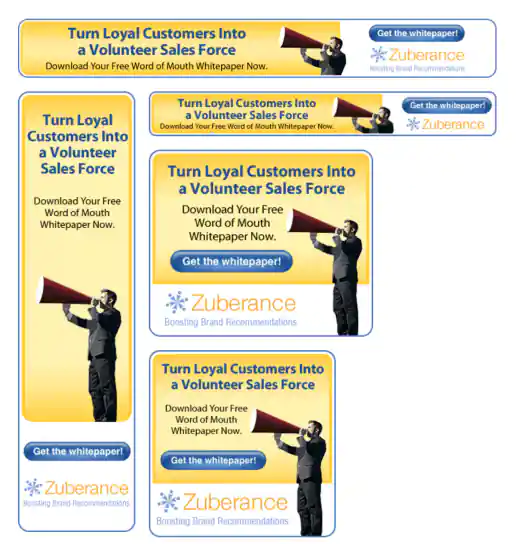 Turn Loyal Customers Into
a Volunteer Sales Force
Download Your Free Word of Mouth Whitepaper Now.
Get the whitepaper!
Zuberance
Boosting Brand Recommendations
Turn Loyal
Customers Into
a Volunteer
Sales Force
Download Your Free
Word of Mouth
Whitepaper Now.
Get the whitepaper!
Zuberance
Boosting Brand Recommendations
Turn Loyal Customers Into
a Volunteer Sales Force
Download Your Free Word of Mouth Whitepaper Now.
Get the whitepaper!
Zuberance
Turn Loyal Customers Into
a Volunteer Sales Force
Download Your Free
Word of Mouth
Whitepaper Now.
Get the whitepaper!
Zuberance
Boosting Brand Recommendations
Turn Loyal Customers Into
a Volunteer Sales Force
Download Your Free
Word of Mouth
Whitepaper Now.
Get the whitepaper!
Zuberance
Boosting Brand Recommendations